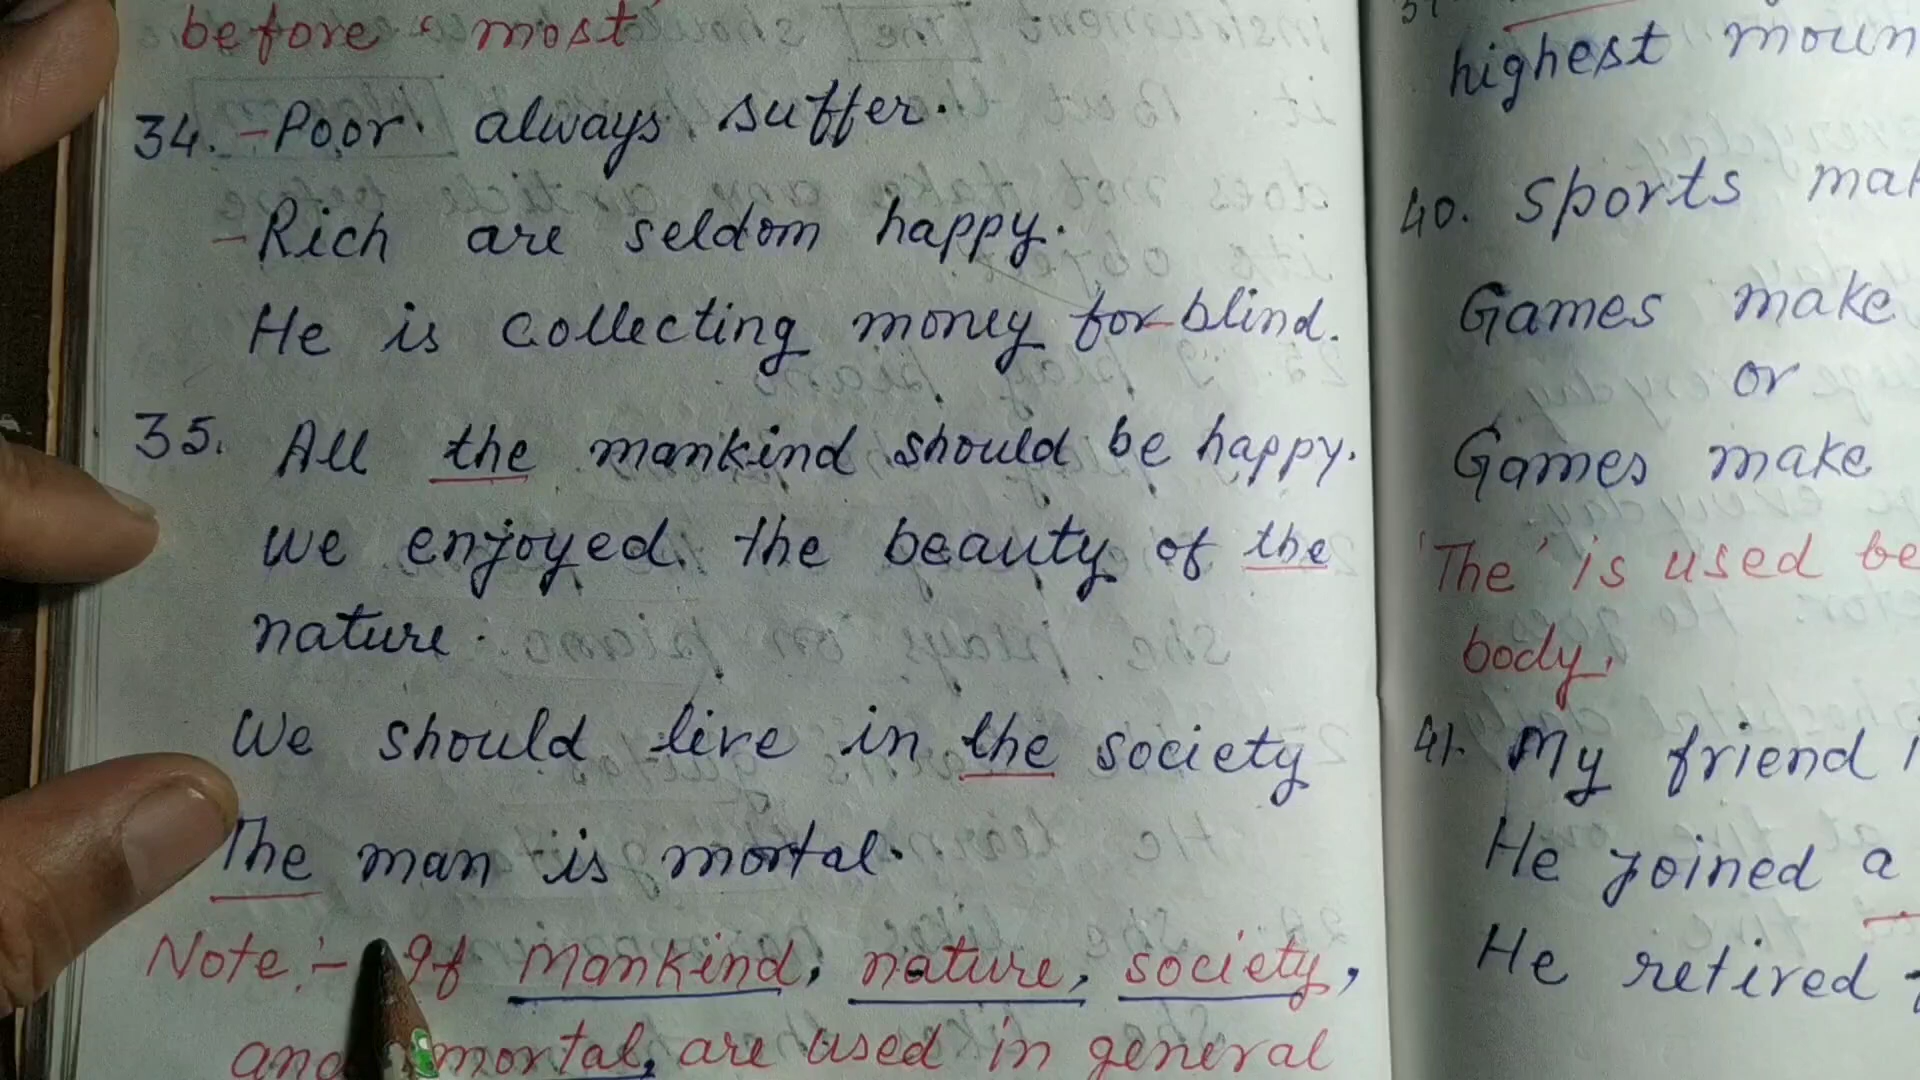 before 'most'
34. -Poor always suffer.
-Rich are seldom happy.
He is collecting money for-blind.
35. All the mankind should be happy.
We enjoyed the beauty of the
nature.
We should live in the society
The man is mortal.
Note:- If Mankind, nature, society,
and mortal, are used in general
highest
40. Sports
Games make
or
Games make
'The' is used
body.
41. My friend
He joined a
He retired